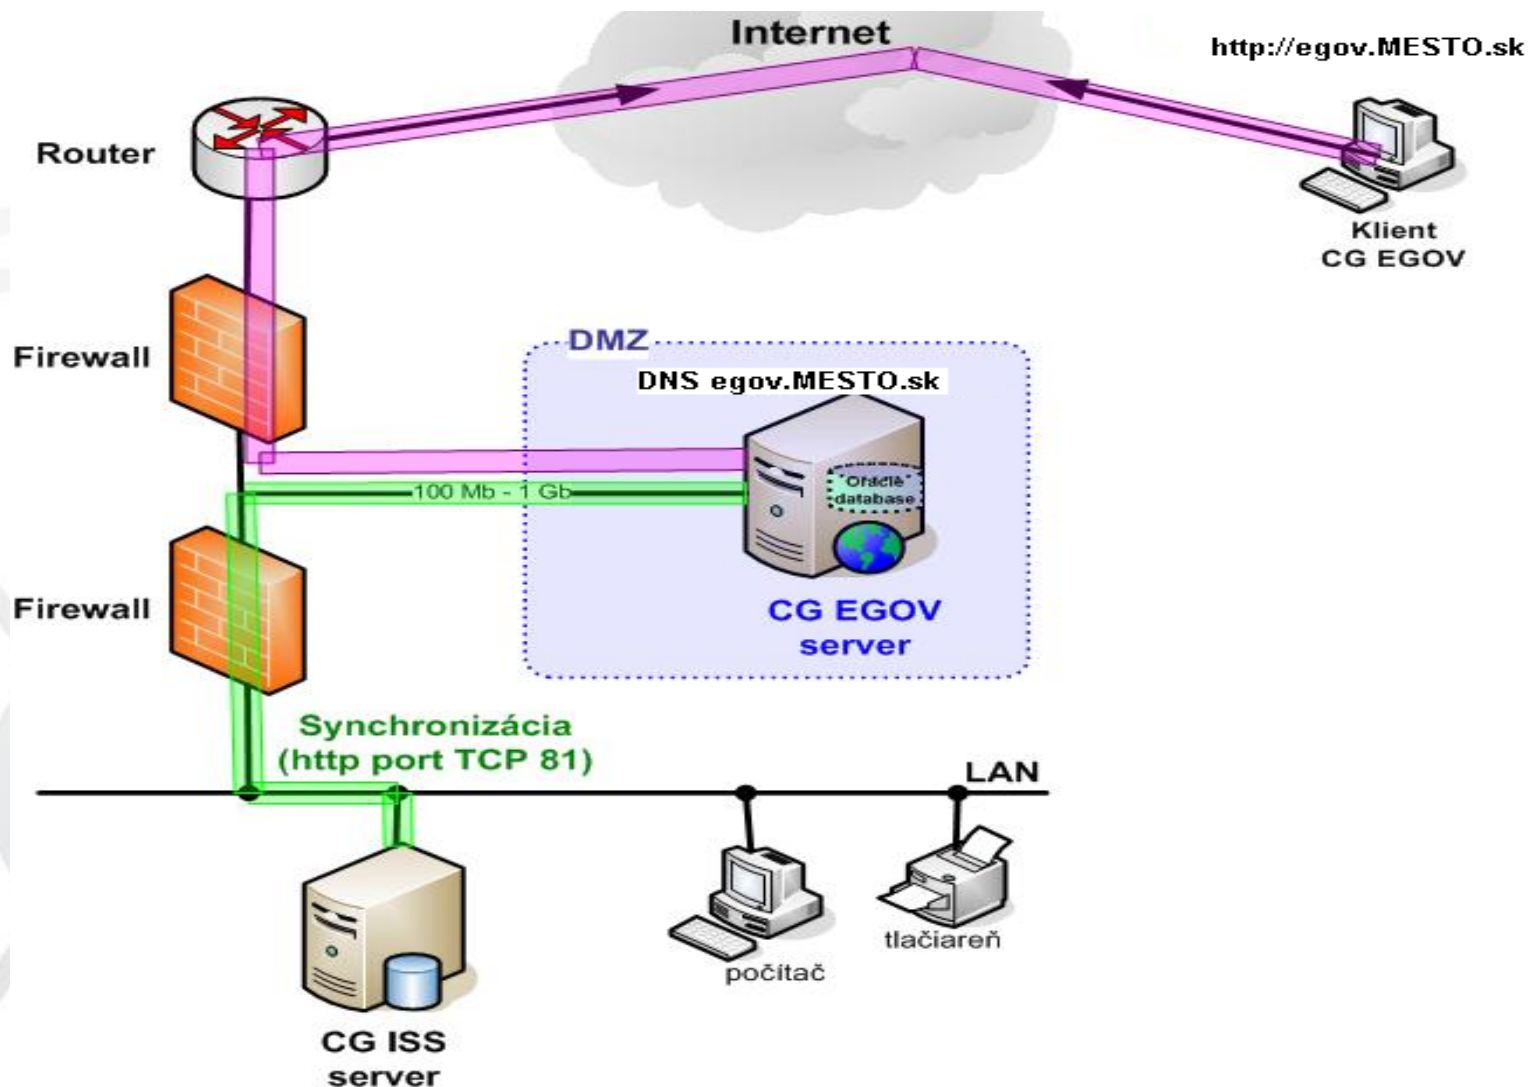 Internet
http://egov.MESTO.sk
Router
Klient
CG EGOV
Firewall
DMZ
DNS egov.MESTO.sk
Oracle
database
100 Mb - 1 Gb
CG EGOV
server
Firewall
Synchronizácia
(http port TCP 81)
LAN
tlačiareň
počítač
CG ISS
server